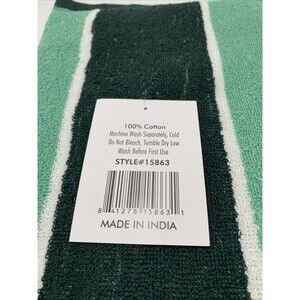 100% Cotton
Machine Wash Separately, Cold
Do Not Bleach, Tumble Dry Low
Wash Before First Use
STYLE#15863
8 41278 15863 1
MADE IN INDIA